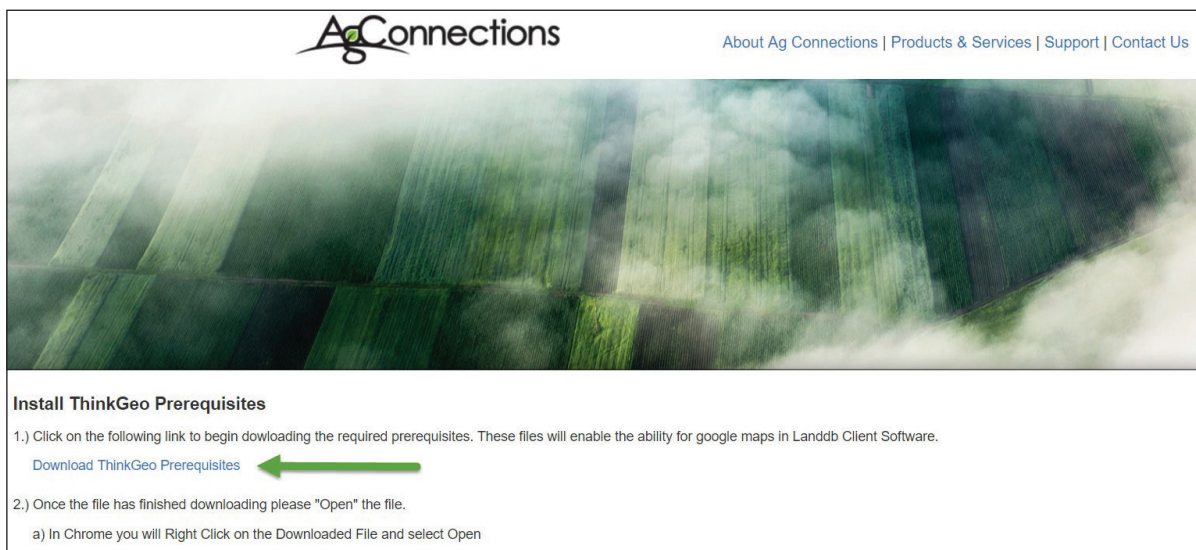 AgConnections
About Ag Connections | Products & Services | Support | Contact Us
Install ThinkGeo Prerequisites
1.) Click on the following link to begin dowloading the required prerequisites. These files will enable the ability for google maps in Landdb Client Software.
Download ThinkGeo Prerequisites
2.) Once the file has finished downloading please "Open" the file.
a) In Chrome you will Right Click on the Downloaded File and select Open